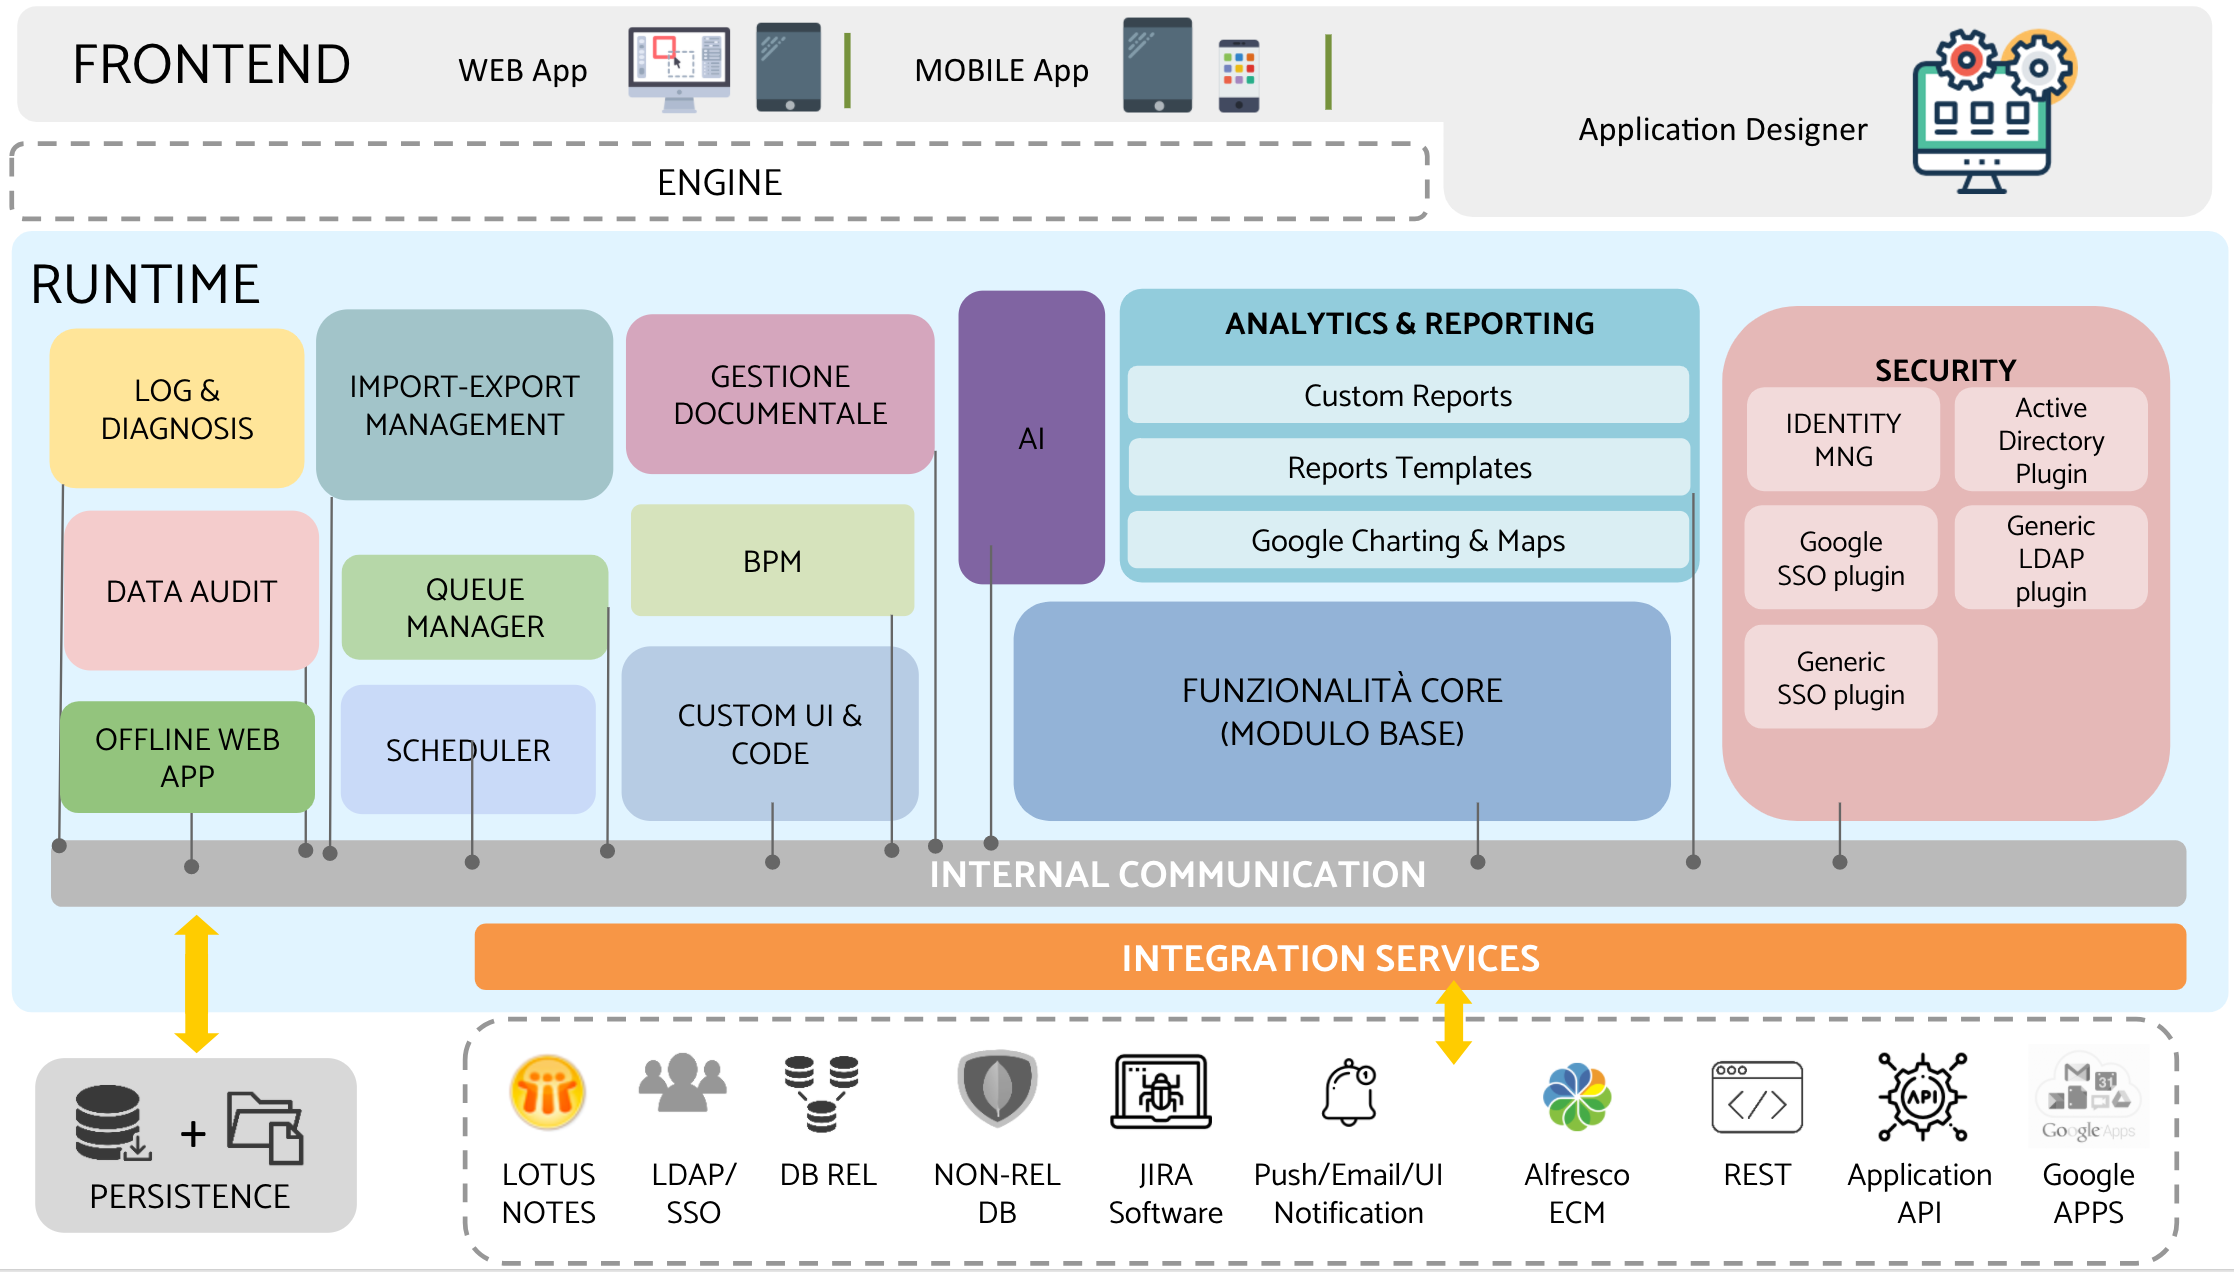 FRONTEND
WEB App
MOBILE App
Application Designer
ENGINE
RUNTIME
LOG &
DIAGNOSIS
IMPORT-EXPORT
MANAGEMENT
GESTIONE
DOCUMENTALE
AI
ANALYTICS & REPORTING
Custom Reports
Reports Templates
Google Charting & Maps
SECURITY
IDENTITY
MNG
Active
Directory
Plugin
Google
SSO plugin
Generic
LDAP
plugin
Generic
SSO plugin
DATA AUDIT
QUEUE
MANAGER
BPM
OFFLINE WEB
APP
SCHEDULER
CUSTOM UI &
CODE
FUNZIONALITÀ CORE
(MODULO BASE)
INTERNAL COMMUNICATION
INTEGRATION SERVICES
+
PERSISTENCE
LOTUS
NOTES
LDAP/
SSO
DB REL
NON-REL
DB
JIRA
Software
1
Push/Email/UI
Notification
Alfresco
ECM
</>
REST
API
Application
API
31
Google Apps
Google
APPS